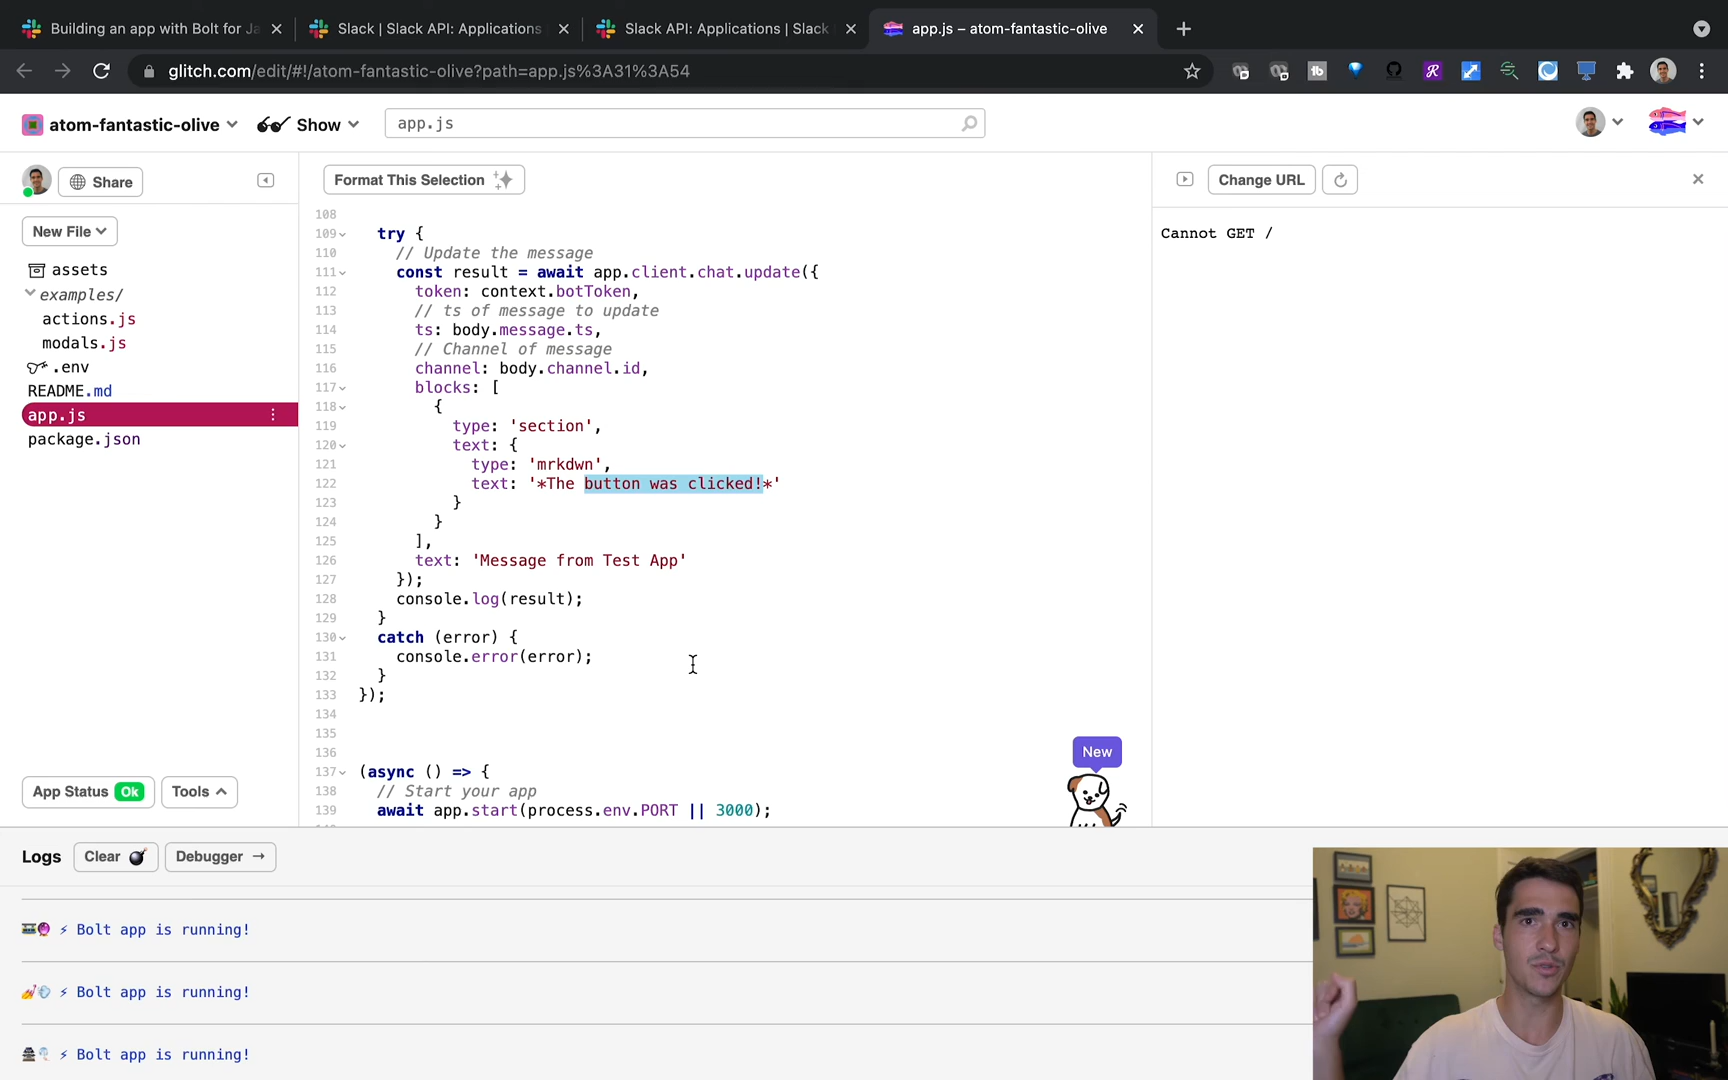 Building an app with Bolt for Ja
Slack | Slack API: Applications
Slack API: Applications | Slack
app.js – atom-fantastic-olive
glitch.com/edit/#!/atom-fantastic-olive?path=app.js%3A31%3A54
atom-fantastic-olive
Show
app.js
Share
Format This Selection
Change URL
New File
assets
examples/
actions.js
modals.js
.env
README.md
app.js
package.json
108
109 try {
110 // Update the message
111 const result = await app.client.chat.update({
112 token: context.botToken,
113 // ts of message to update
114 ts: body.message.ts,
115 // Channel of message
116 channel: body.channel.id,
117 blocks: [
118 {
119 type: 'section',
120 text: {
121 type: 'mrkdwn',
122 text: '*The button was clicked!*'
123 }
124 }
125 ],
126 text: 'Message from Test App'
127 });
128 console.log(result);
129 }
130 catch (error) {
131 console.error(error);
132 }
133 });
134
135
136
137 (async () => {
138 // Start your app
139 await app.start(process.env.PORT || 3000);
Cannot GET /
New
App Status Ok
Tools
Logs
Clear
Debugger →
⚡ Bolt app is running!
⚡ Bolt app is running!
⚡ Bolt app is running!